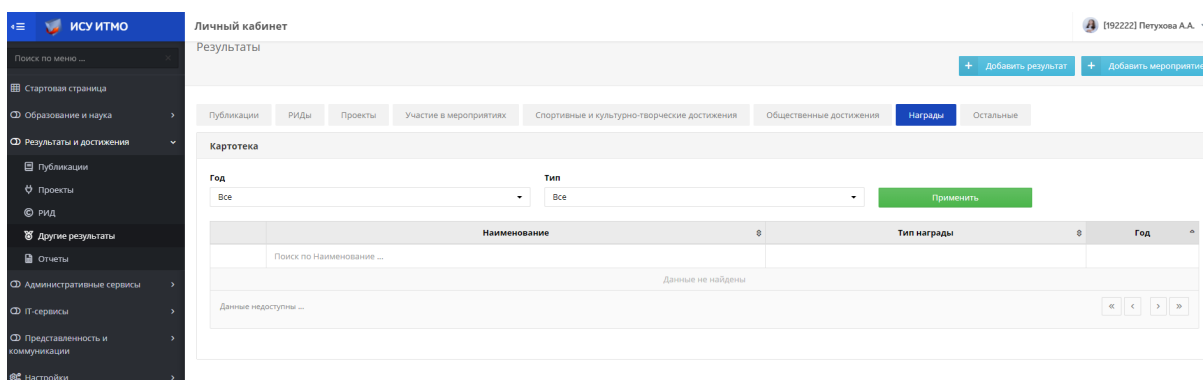 ИСУ ИТМО
Поиск по меню ...
Стартовая страница
Образование и наука
Результаты и достижения
Публикации
Проекты
РИД
Другие результаты
Отчеты
Административные сервисы
IT-сервисы
Представленность и
коммуникации
Настройки
Личный кабинет
[192222] Петухова А.А.
Результаты
+ Добавить результат
+ Добавить мероприятие
Публикации
РИДы
Проекты
Участие в мероприятиях
Спортивные и культурно-творческие достижения
Общественные достижения
Награды
Остальные
Картотека
Год
Тип
Все
Все
Применить
Наименование
Тип награды
Год
Поиск по Наименование ...
Данные не найдены
Данные недоступны ...
« ‹ › »